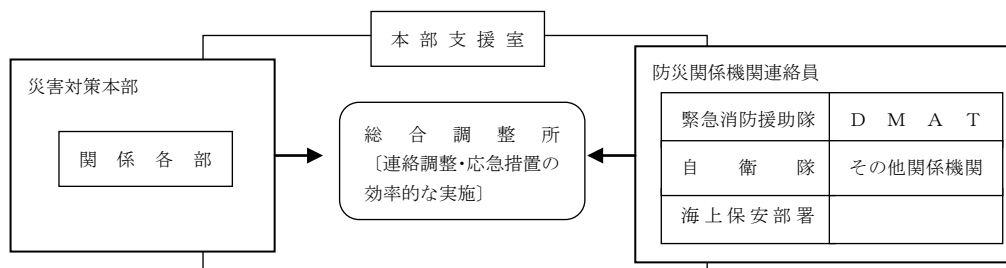 本部支援室
災害対策本部
関係各部
総合調整所
〔連絡調整・応急措置の
効率的な実施〕
防災関係機関連絡員
緊急消防援助隊
DMAT
自衛隊
その他関係機関
海上保安部署